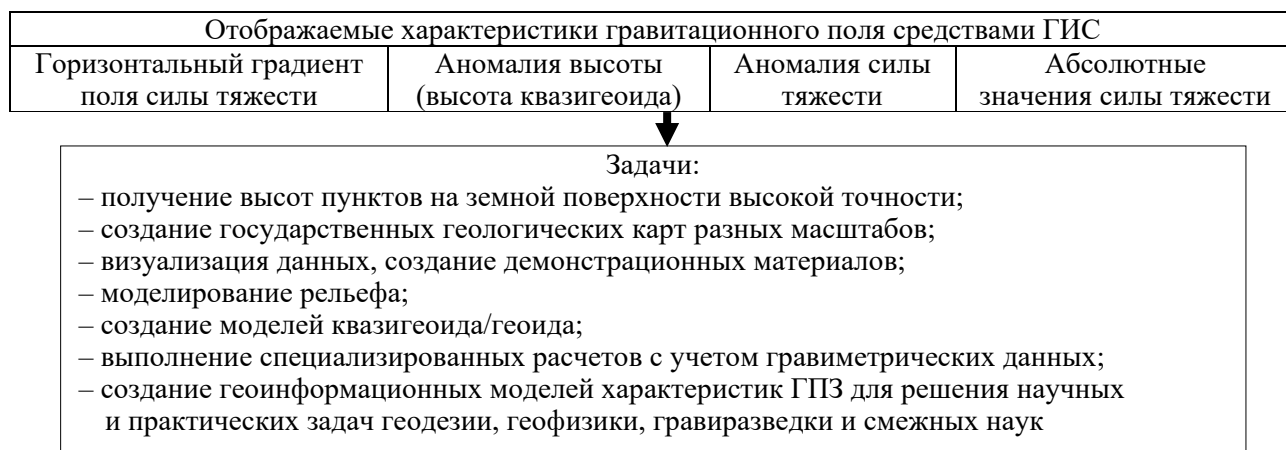 Отображаемые характеристики гравитационного поля средствами ГИС
Горизонтальный градиент поля силы тяжести
Аномалия высоты (высота квазигеоида)
Аномалия силы тяжести
Абсолютные значения силы тяжести
Задачи:
– получение высот пунктов на земной поверхности высокой точности;
– создание государственных геологических карт разных масштабов;
– визуализация данных, создание демонстрационных материалов;
– моделирование рельефа;
– создание моделей квазигеоида/геоида;
– выполнение специализированных расчетов с учетом гравиметрических данных;
– создание геоинформационных моделей характеристик ГПЗ для решения научных
и практических задач геодезии, геофизики, гравиразведки и смежных наук